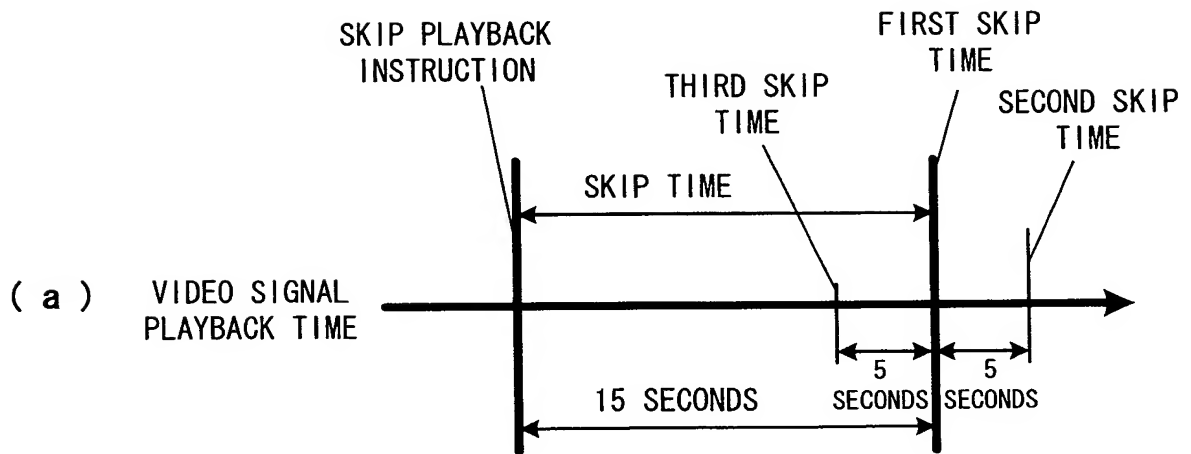 SKIP PLAYBACK
INSTRUCTION
FIRST SKIP
TIME
THIRD SKIP
TIME
SECOND SKIP
TIME
SKIP TIME
( a )
VIDEO SIGNAL
PLAYBACK TIME
15 SECONDS
5
SECONDS
5
SECONDS